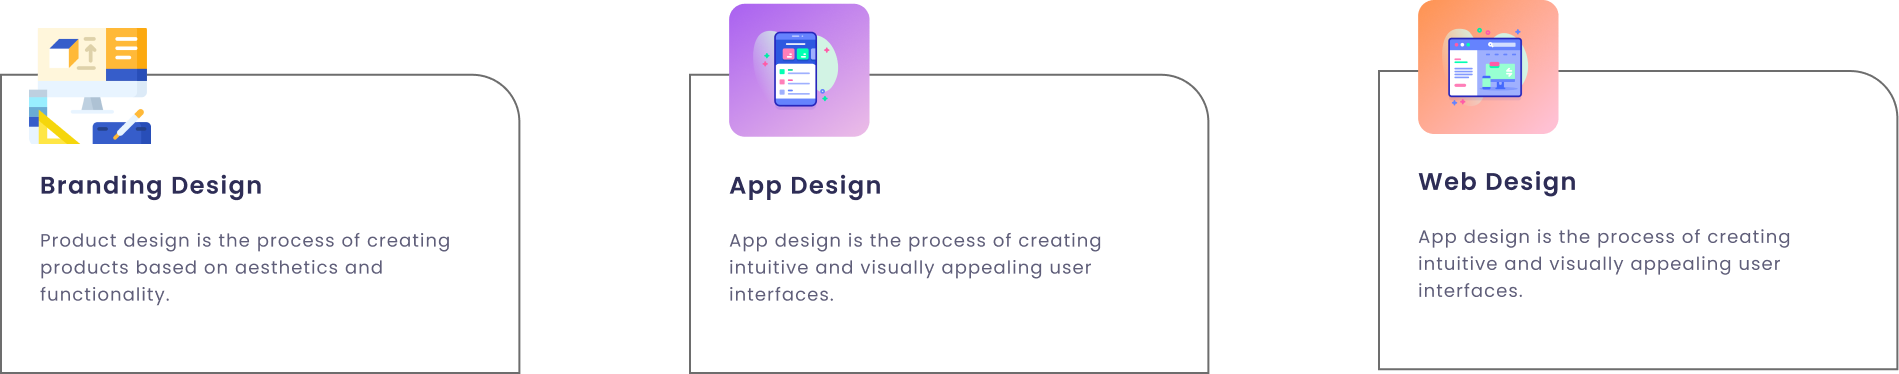 Branding Design
Product design is the process of creating
products based on aesthetics and
functionality.
App Design
App design is the process of creating
intuitive and visually appealing user
interfaces.
Web Design
App design is the process of creating
intuitive and visually appealing user
interfaces.